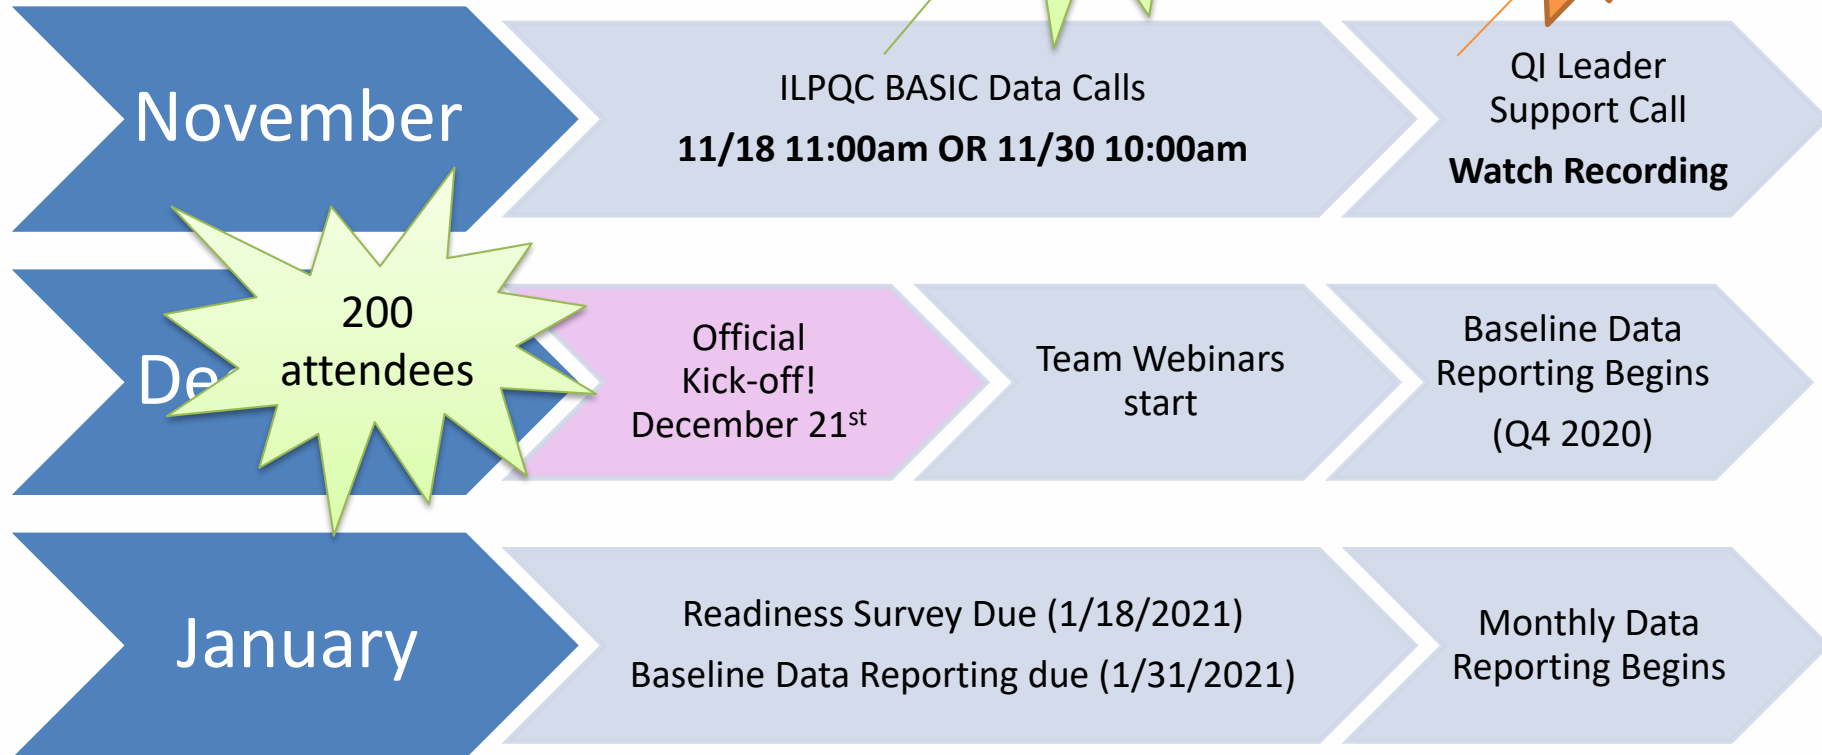 November
ILPQC BASIC Data Calls
11/18 11:00am OR 11/30 10:00am
QI Leader
Support Call
Watch Recording
200
attendees
Official
Kick-off!
December 21st
Team Webinars
start
Baseline Data
Reporting Begins
(Q4 2020)
January
Readiness Survey Due (1/18/2021)
Baseline Data Reporting due (1/31/2021)
Monthly Data
Reporting Begins